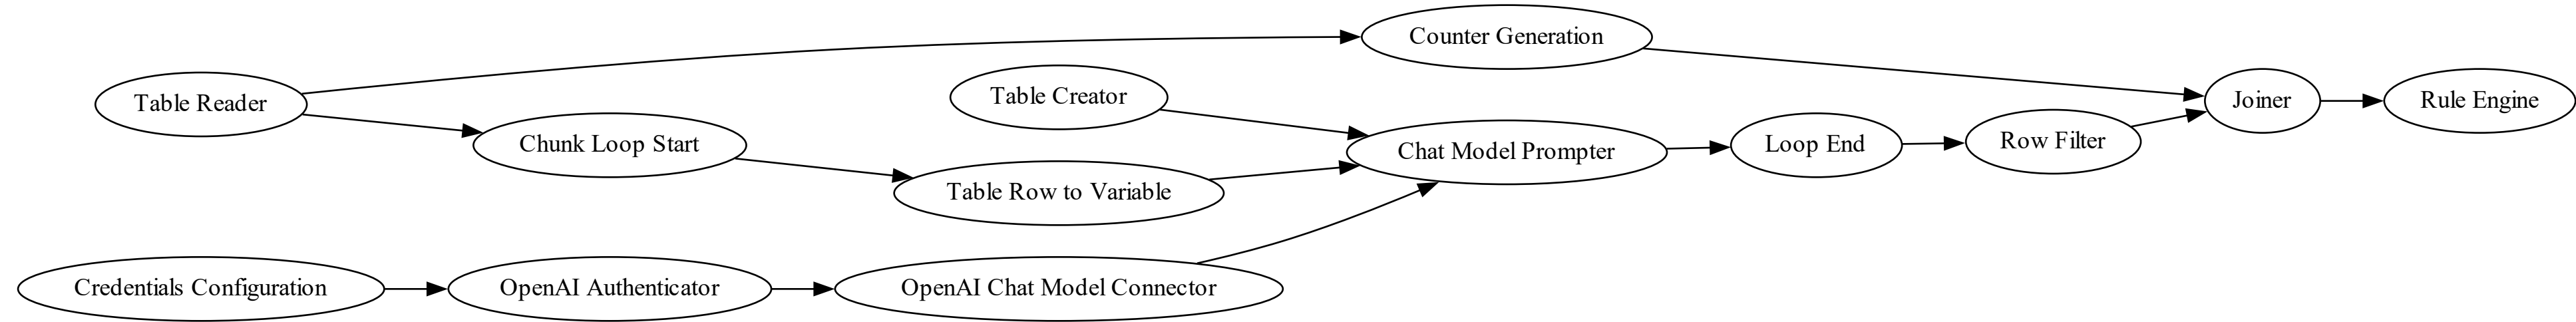 Counter Generation
Table Reader
Table Creator
Joiner
Rule Engine
Chunk Loop Start
Chat Model Prompter
Loop End
Row Filter
Table Row to Variable
Credentials Configuration
OpenAI Authenticator
OpenAI Chat Model Connector